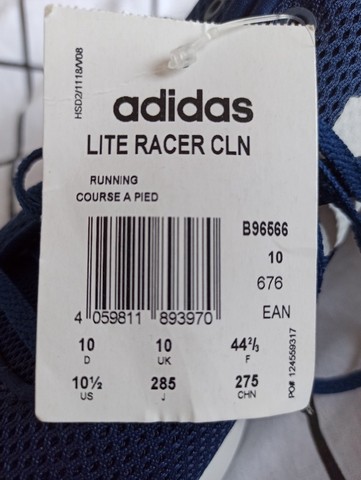 HSD2/1118/V08
adidas
LITE RACER CLN
RUNNING
COURSE A PIED
B96566
10
676
EAN
4 059811 893970
10 10 44⅔
D UK F
10½ 285 275
US J CHN
PO# 124559317